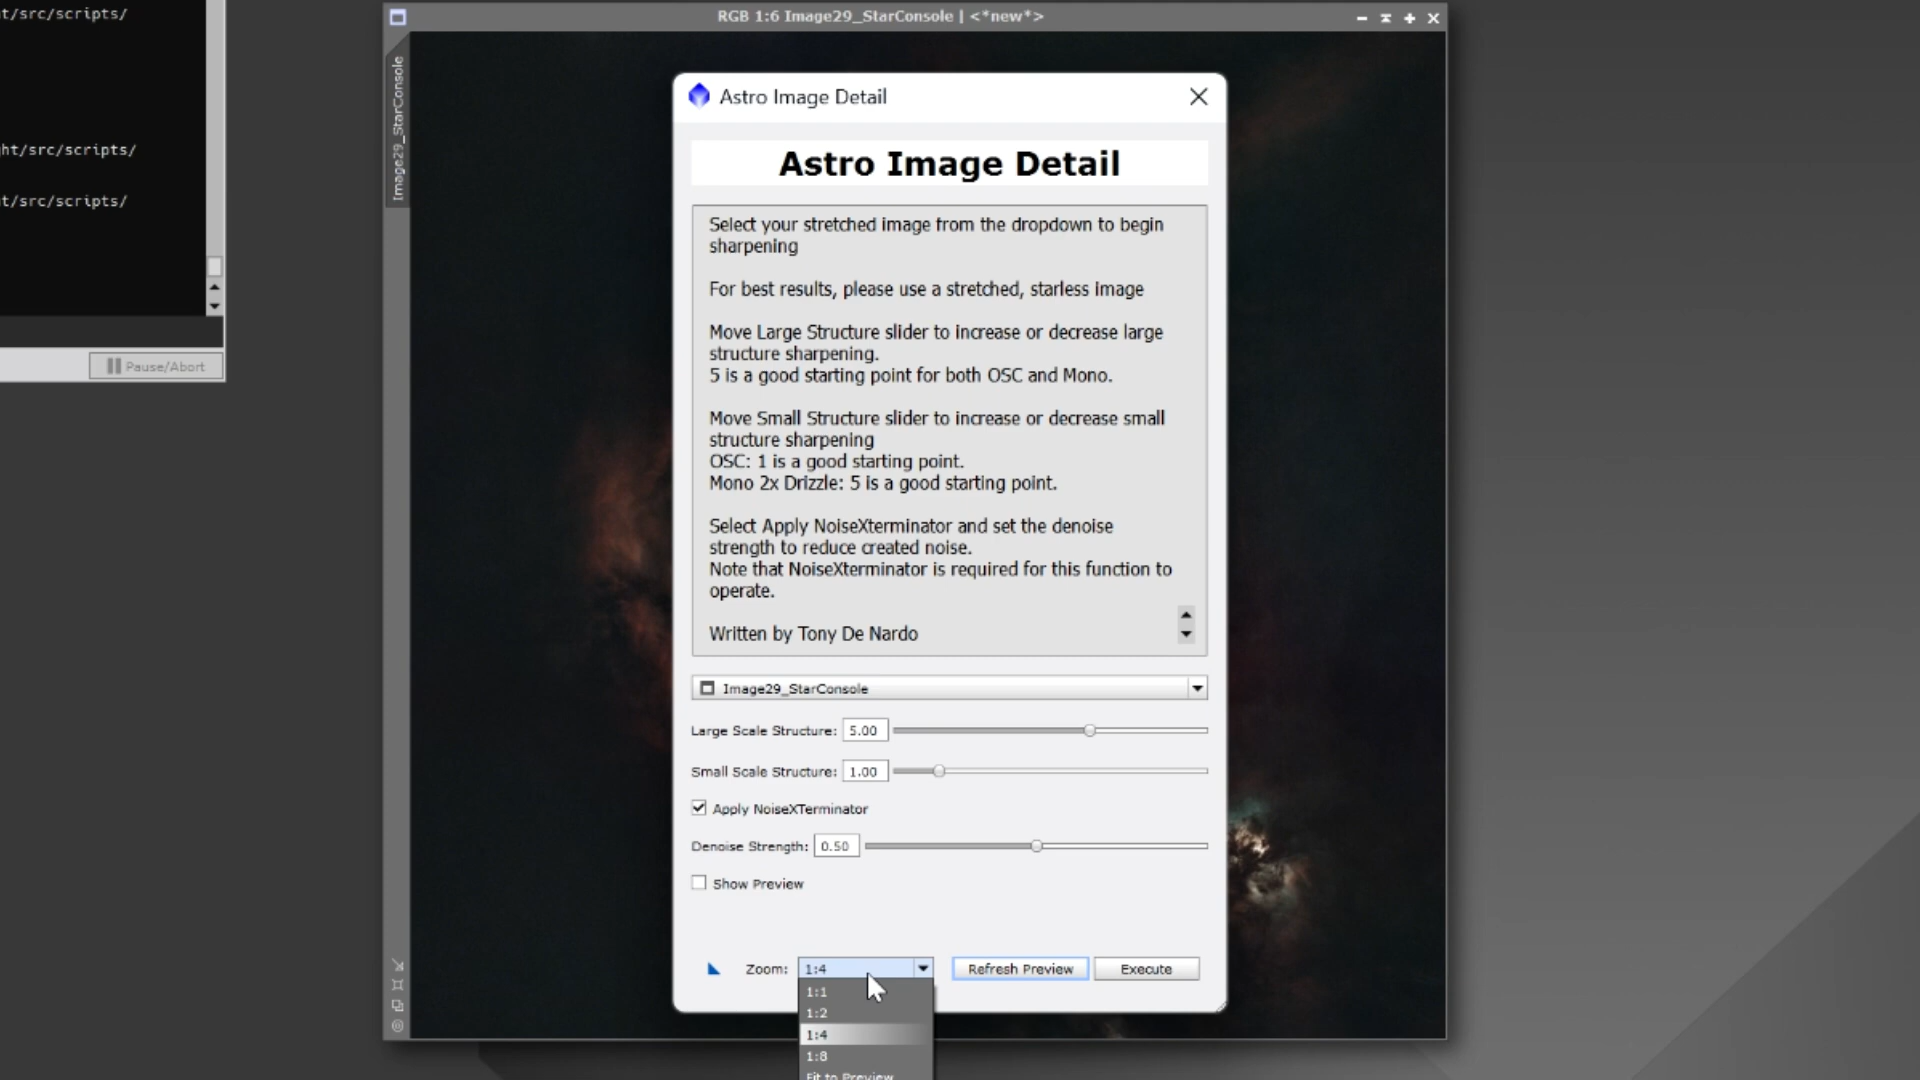 t/src/scripts/
ht/src/scripts/
t/src/scripts/
Pause/Abort
RGB 1:6 Image29_StarConsole | <*new*>
Image29_StarConsole
Astro Image Detail
Astro Image Detail
Select your stretched image from the dropdown to begin
sharpening
For best results, please use a stretched, starless image
Move Large Structure slider to increase or decrease large
structure sharpening.
5 is a good starting point for both OSC and Mono.
Move Small Structure slider to increase or decrease small
structure sharpening
OSC: 1 is a good starting point.
Mono 2x Drizzle: 5 is a good starting point.
Select Apply NoiseXterminator and set the denoise
strength to reduce created noise.
Note that NoiseXterminator is required for this function to
operate.
Written by Tony De Nardo
Image29_StarConsole
Large Scale Structure: 5.00
Small Scale Structure: 1.00
Apply NoiseXTerminator
Denoise Strength: 0.50
Show Preview
Zoom: 1:4 Refresh Preview Execute
1:1
1:2
1:4
1:8
Fit to Preview